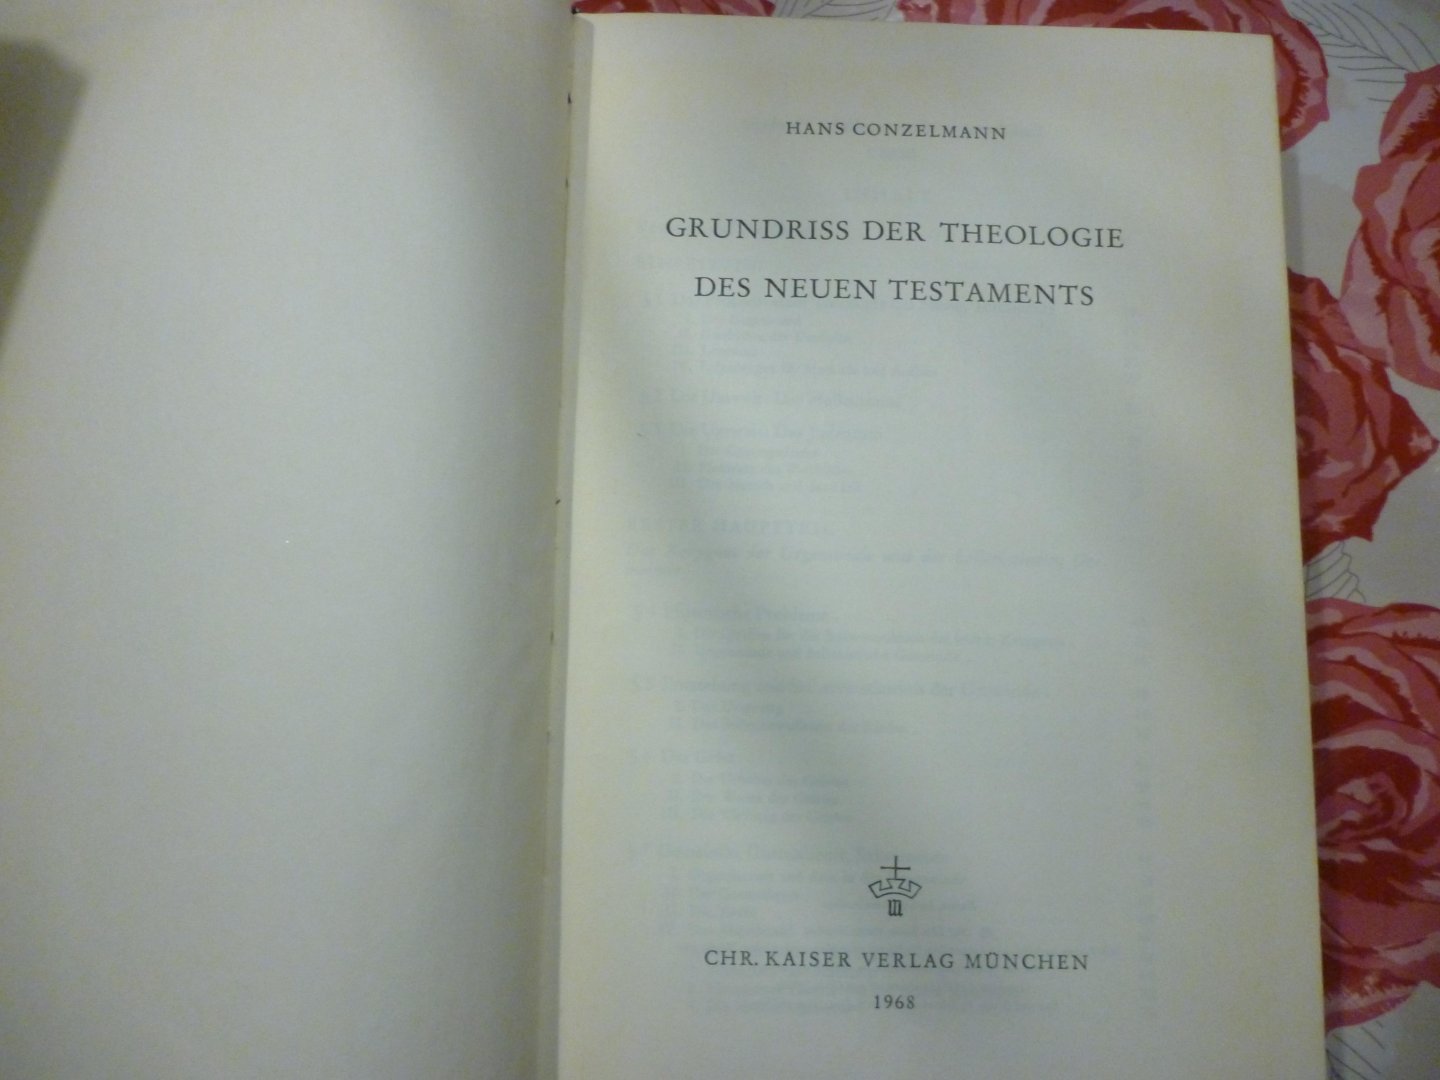 HANS CONZELMANN
GRUNDRISS DER THEOLOGIE
DES NEUEN TESTAMENTS
CHR. KAISER VERLAG MÜNCHEN
1968